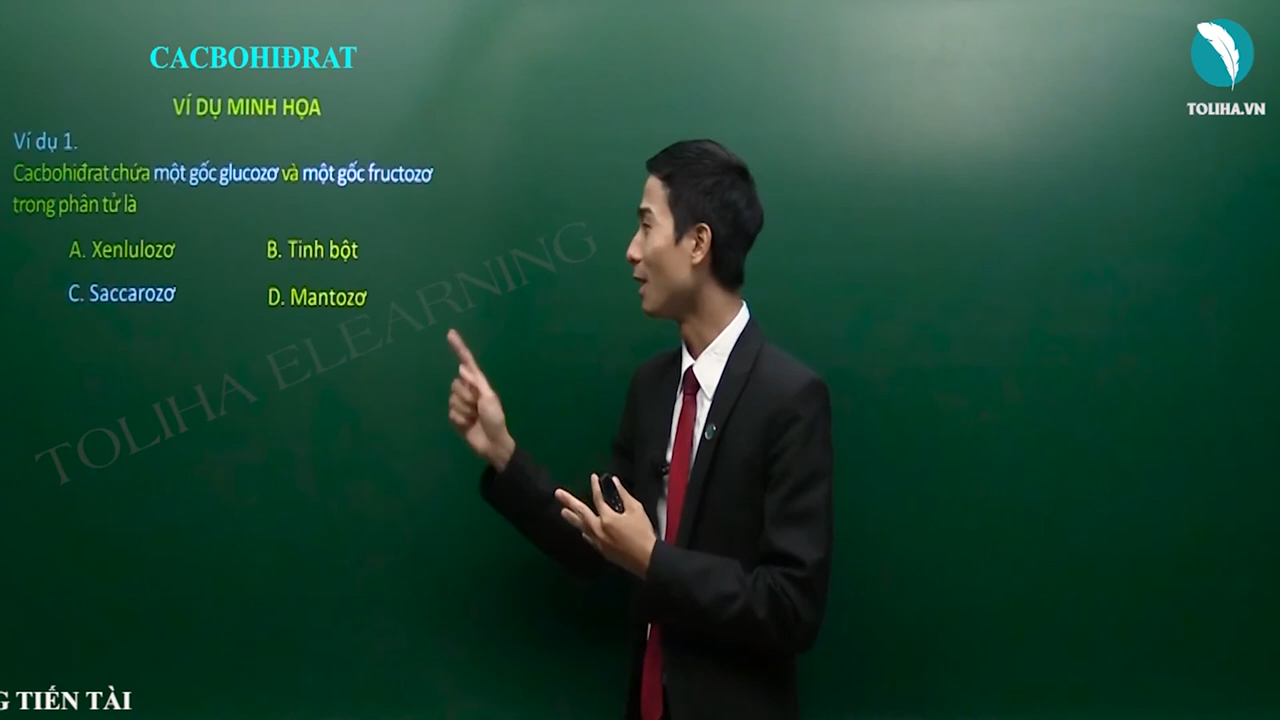 CACBOHIĐRAT
VÍ DỤ MINH HỌA
Ví dụ 1.
Cacbohiđrat chứa một gốc glucozơ và một gốc fructozơ
trong phân tử là
A. Xenlulozơ B. Tinh bột
C. Saccarozơ D. Mantozơ
TOLIHA.VN
TOLIHA ELEARNING
G TIẾN TÀI